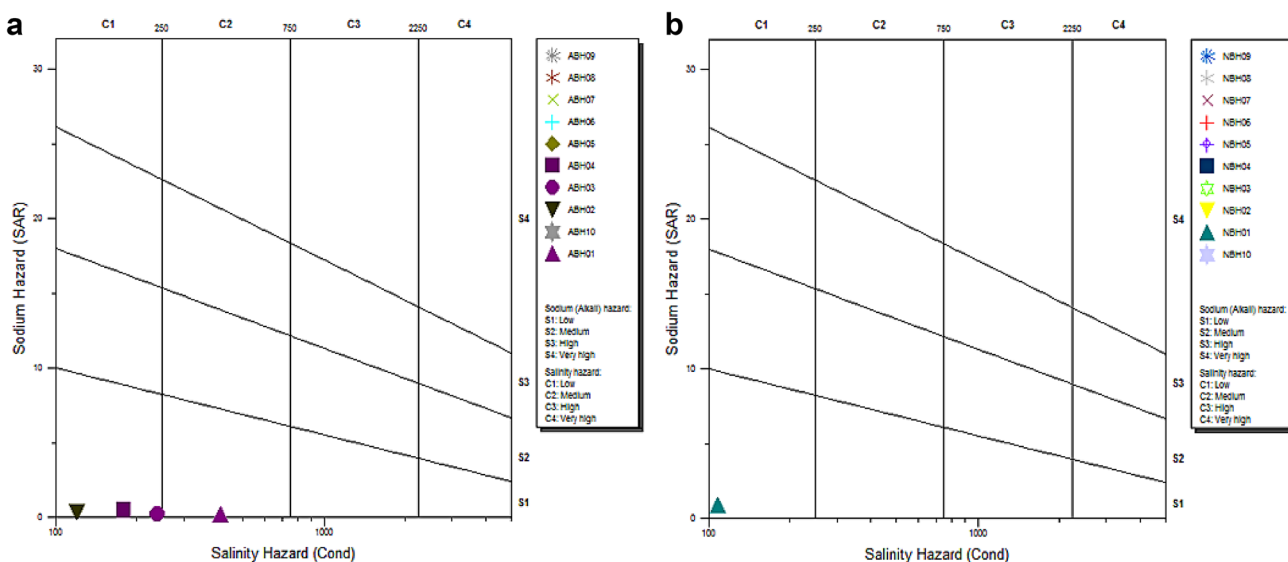 a
C1 250 C2 750 C3 2250 C4
30
20
10
0
Sodium Hazard (SAR)
S4
S3
S2
S1
100 1000
Salinity Hazard (Cond)
ABH09
ABH08
ABH07
ABH06
ABH05
ABH04
ABH03
ABH02
ABH10
ABH01
Sodium (Alkali) hazard:
S1: Low
S2: Medium
S3: High
S4: Very high
Salinity hazard:
C1: Low
C2: Medium
C3: High
C4: Very high
b
C1 250 C2 750 C3 2250 C4
30
20
10
0
Sodium Hazard (SAR)
S4
S3
S2
S1
100 1000
Salinity Hazard (Cond)
NBH09
NBH08
NBH07
NBH06
NBH05
NBH04
NBH03
NBH02
NBH01
NBH10
Sodium (Alkali) hazard:
S1: Low
S2: Medium
S3: High
S4: Very high
Salinity hazard:
C1: Low
C2: Medium
C3: High
C4: Very high